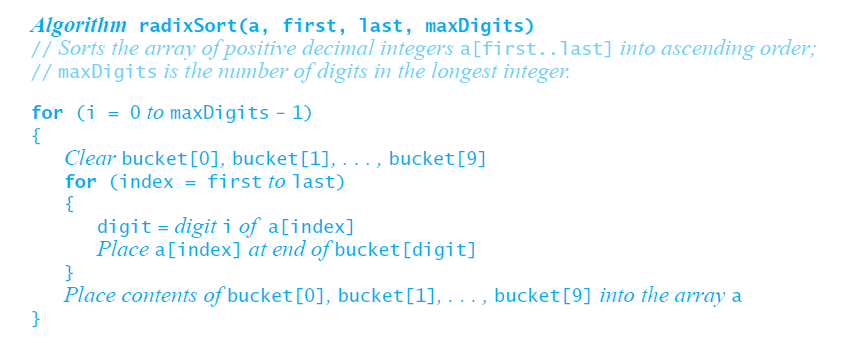 Algorithm radixSort(a, first, last, maxDigits)
// Sorts the array of positive decimal integers a[first..last] into ascending order;
// maxDigits is the number of digits in the longest integer.
for (i = 0 to maxDigits - 1)
{
Clear bucket[0], bucket[1], . . . , bucket[9]
for (index = first to last)
{
digit = digit i of a[index]
Place a[index] at end of bucket[digit]
}
Place contents of bucket[0], bucket[1], . . . , bucket[9] into the array a
}